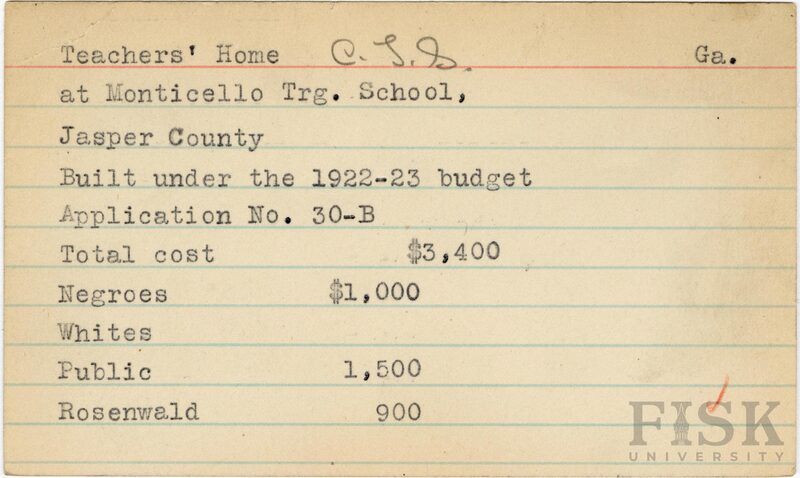 Teachers' Home C.T.S. Ga.
at Monticello Trg. School,
Jasper County
Built under the 1922-23 budget
Application No. 30-B
Total cost $3,400
Negroes $1,000
Whites
Public 1,500
Rosenwald 900
FISK
UNIVERSITY